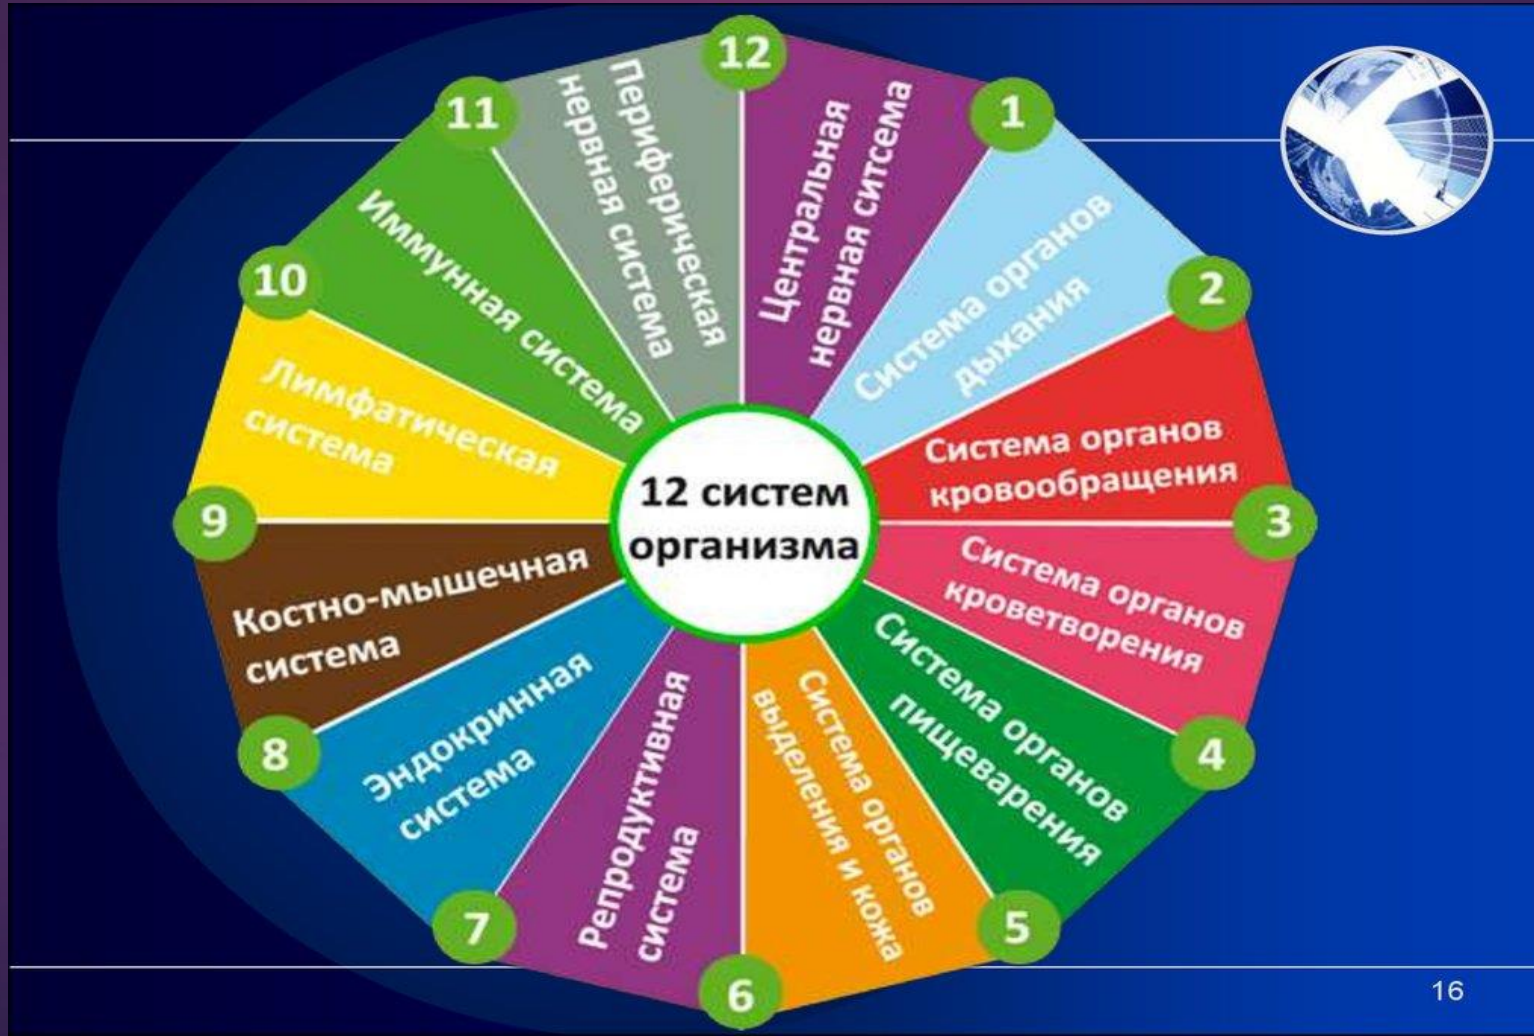 12
Центральная
нервная ситсема
1
Система органов
дыхания
2
Система органов
кровообращения
3
Система органов
кроветворения
4
Система органов
пищеварения
5
Система органов
выделения и кожа
6
Репродуктивная
система
7
Эндокринная
система
8
Костно-мышечная
система
9
Лимфатическая
система
10
Иммунная система
11
Периферическая
нервная система
12 систем
организма
16